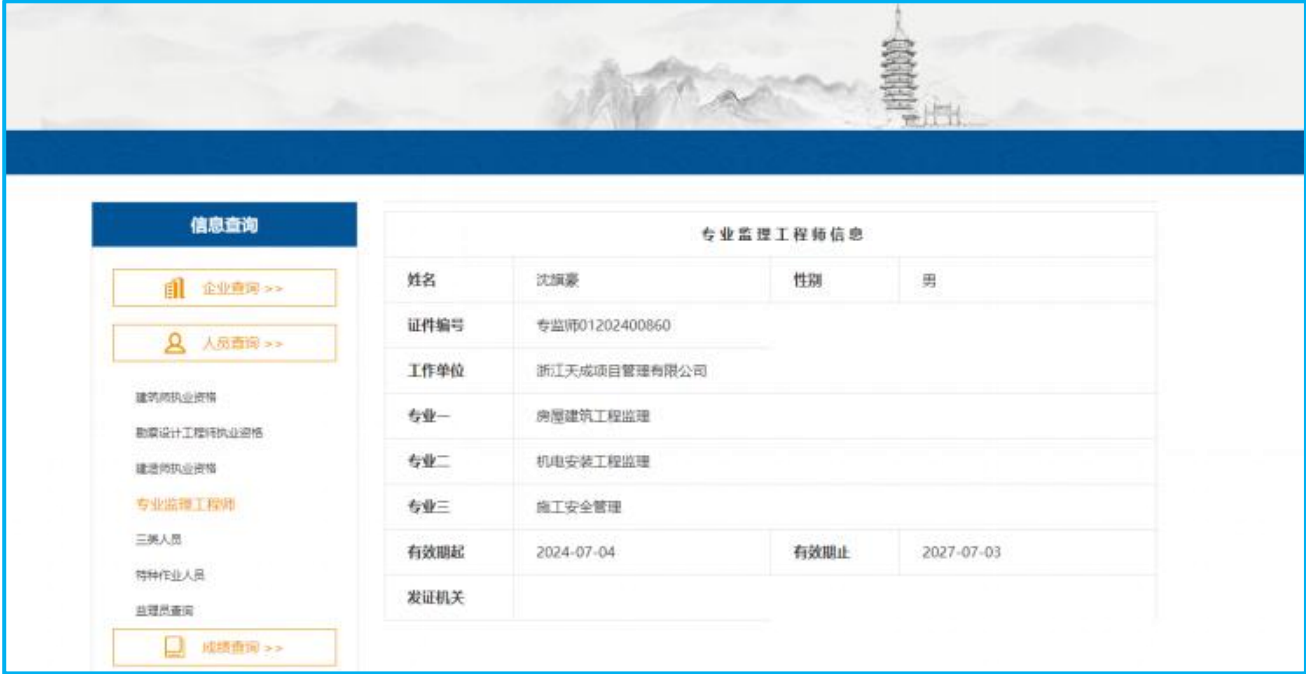 信息查询
企业查询 >>
人员查询 >>
建筑师执业资格
勘察设计工程师执业资格
建造师执业资格
专业监理工程师
三类人员
特种作业人员
监理员查询
成绩查询 >>
专业监理工程师信息
姓名 沈旗豪 性别 男
证件编号 专监师01202400860
工作单位 浙江天成项目管理有限公司
专业一 房屋建筑工程监理
专业二 机电安装工程监理
专业三 施工安全管理
有效期起 2024-07-04 有效期止 2027-07-03
发证机关